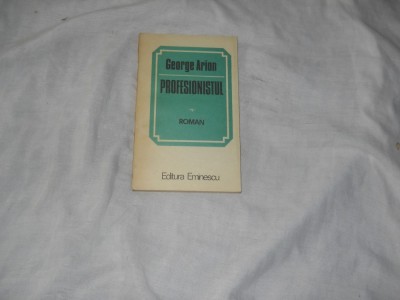 George Arion
PROFESIONISTUL
ROMAN
Editura Eminescu